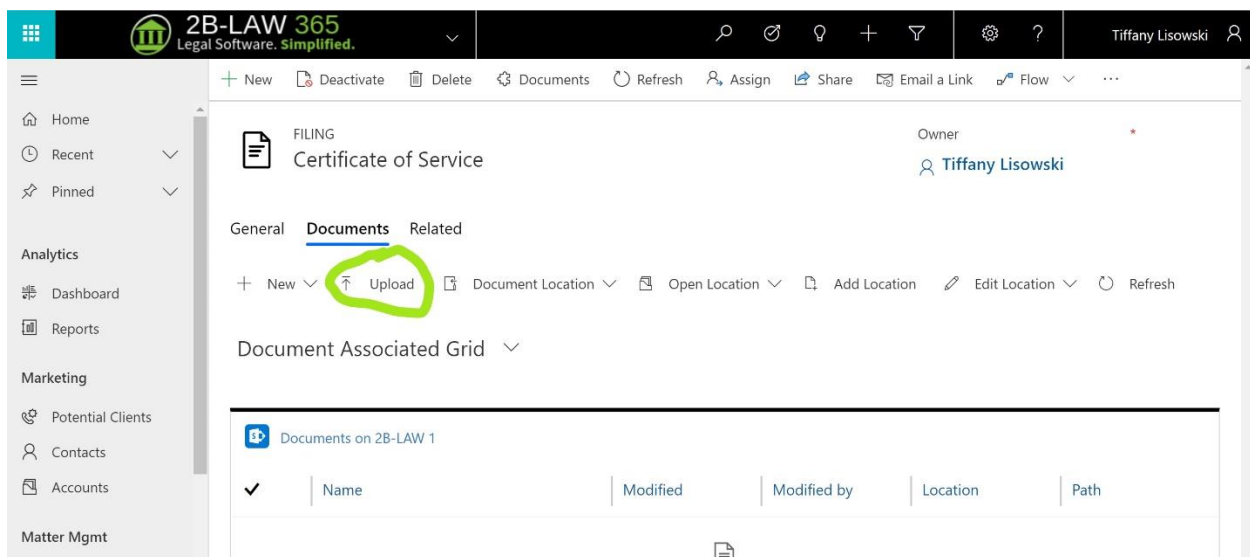 2B-LAW 365
Legal Software. Simplified.
Tiffany Lisowski
New Deactivate Delete Documents Refresh Assign Share Email a Link Flow
Home
Recent
Pinned
Analytics
Dashboard
Reports
Marketing
Potential Clients
Contacts
Accounts
Matter Mgmt
FILING
Certificate of Service
Owner *
Tiffany Lisowski
General Documents Related
New Upload Document Location Open Location Add Location Edit Location Refresh
Document Associated Grid
Documents on 2B-LAW 1
Name Modified Modified by Location Path